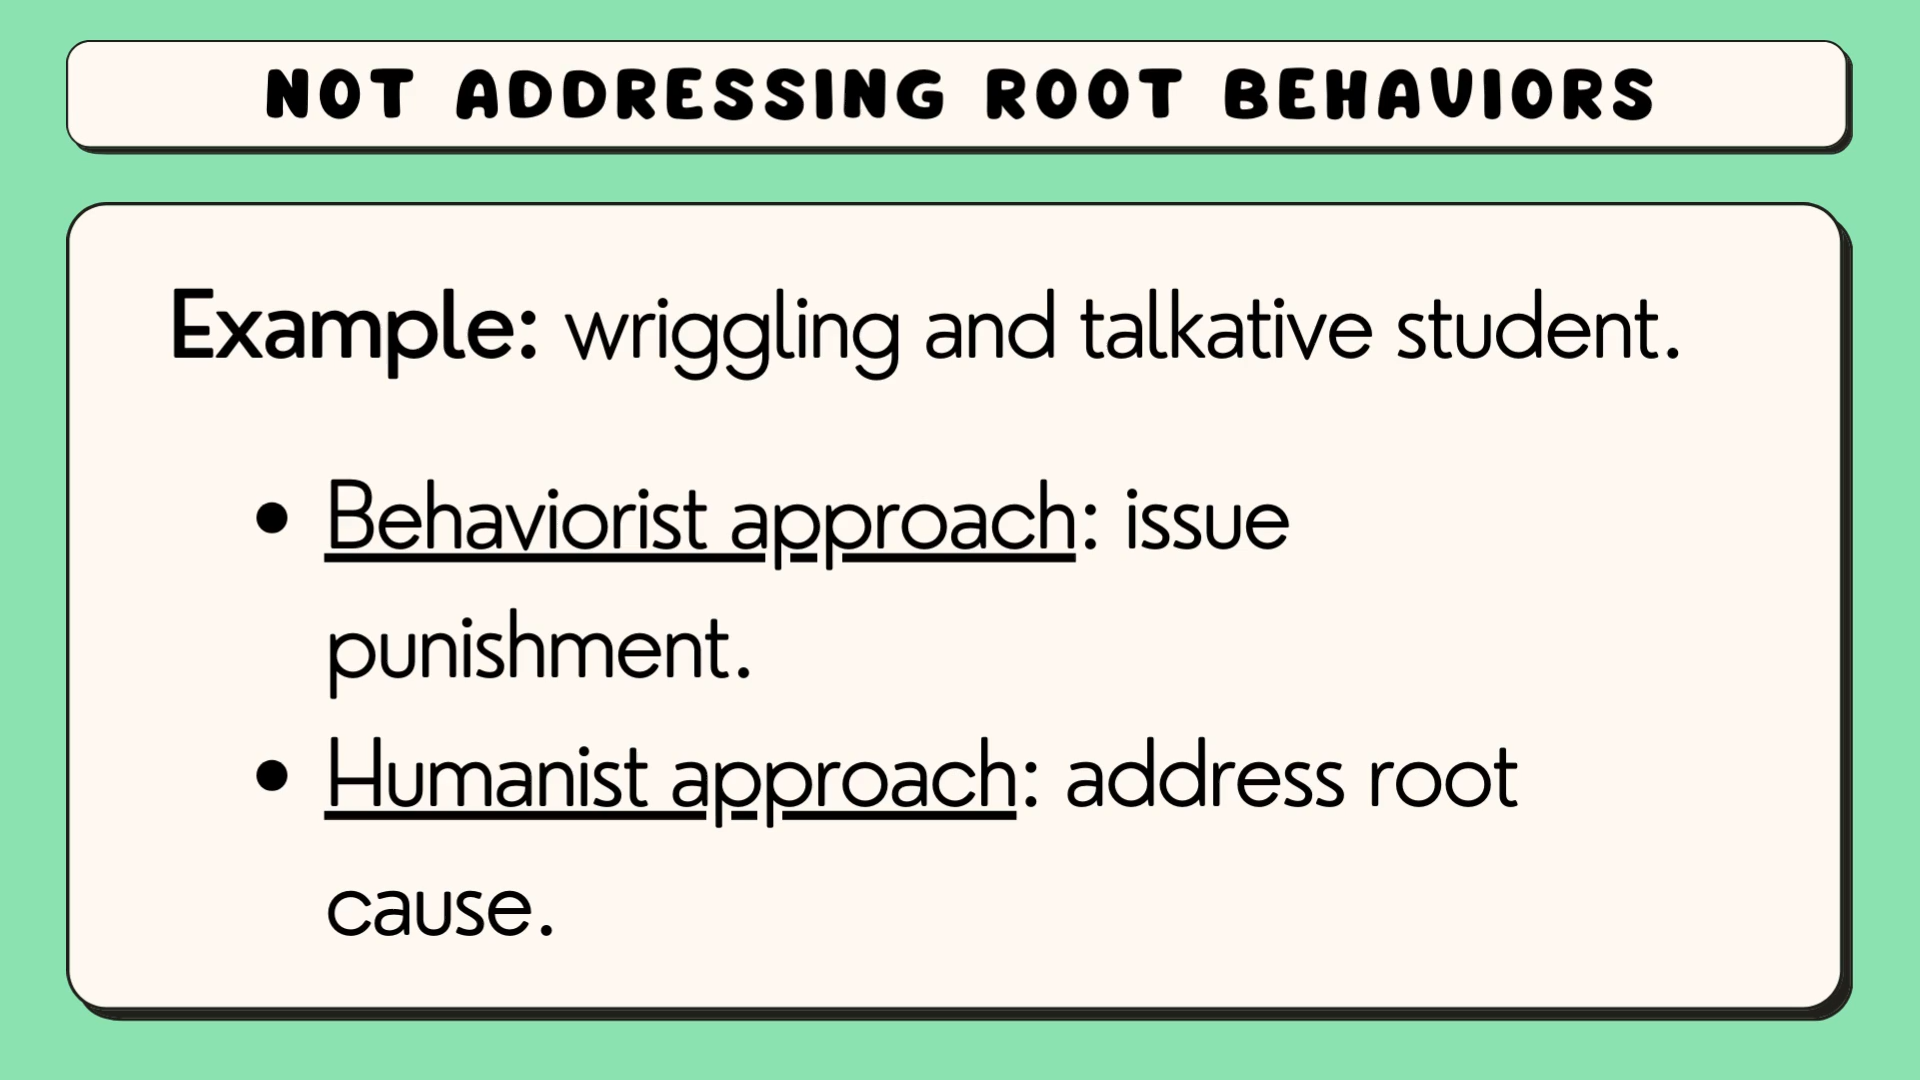 NOT ADDRESSING ROOT BEHAVIORS
Example: wriggling and talkative student.
• Behaviorist approach: issue
punishment.
• Humanist approach: address root
cause.